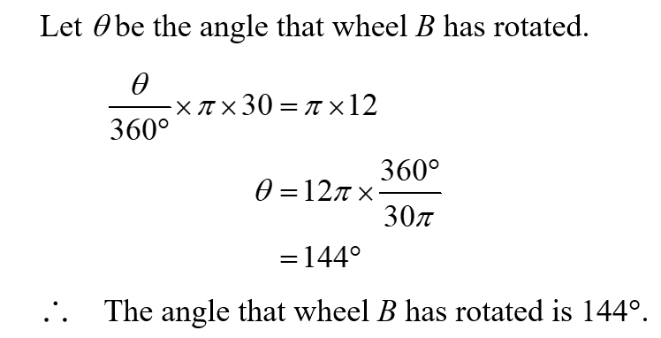 Let θ be the angle that wheel B has rotated.
θ/360° × π × 30 = π × 12
θ = 12π × 360°/30π
= 144°
∴ The angle that wheel B has rotated is 144°.